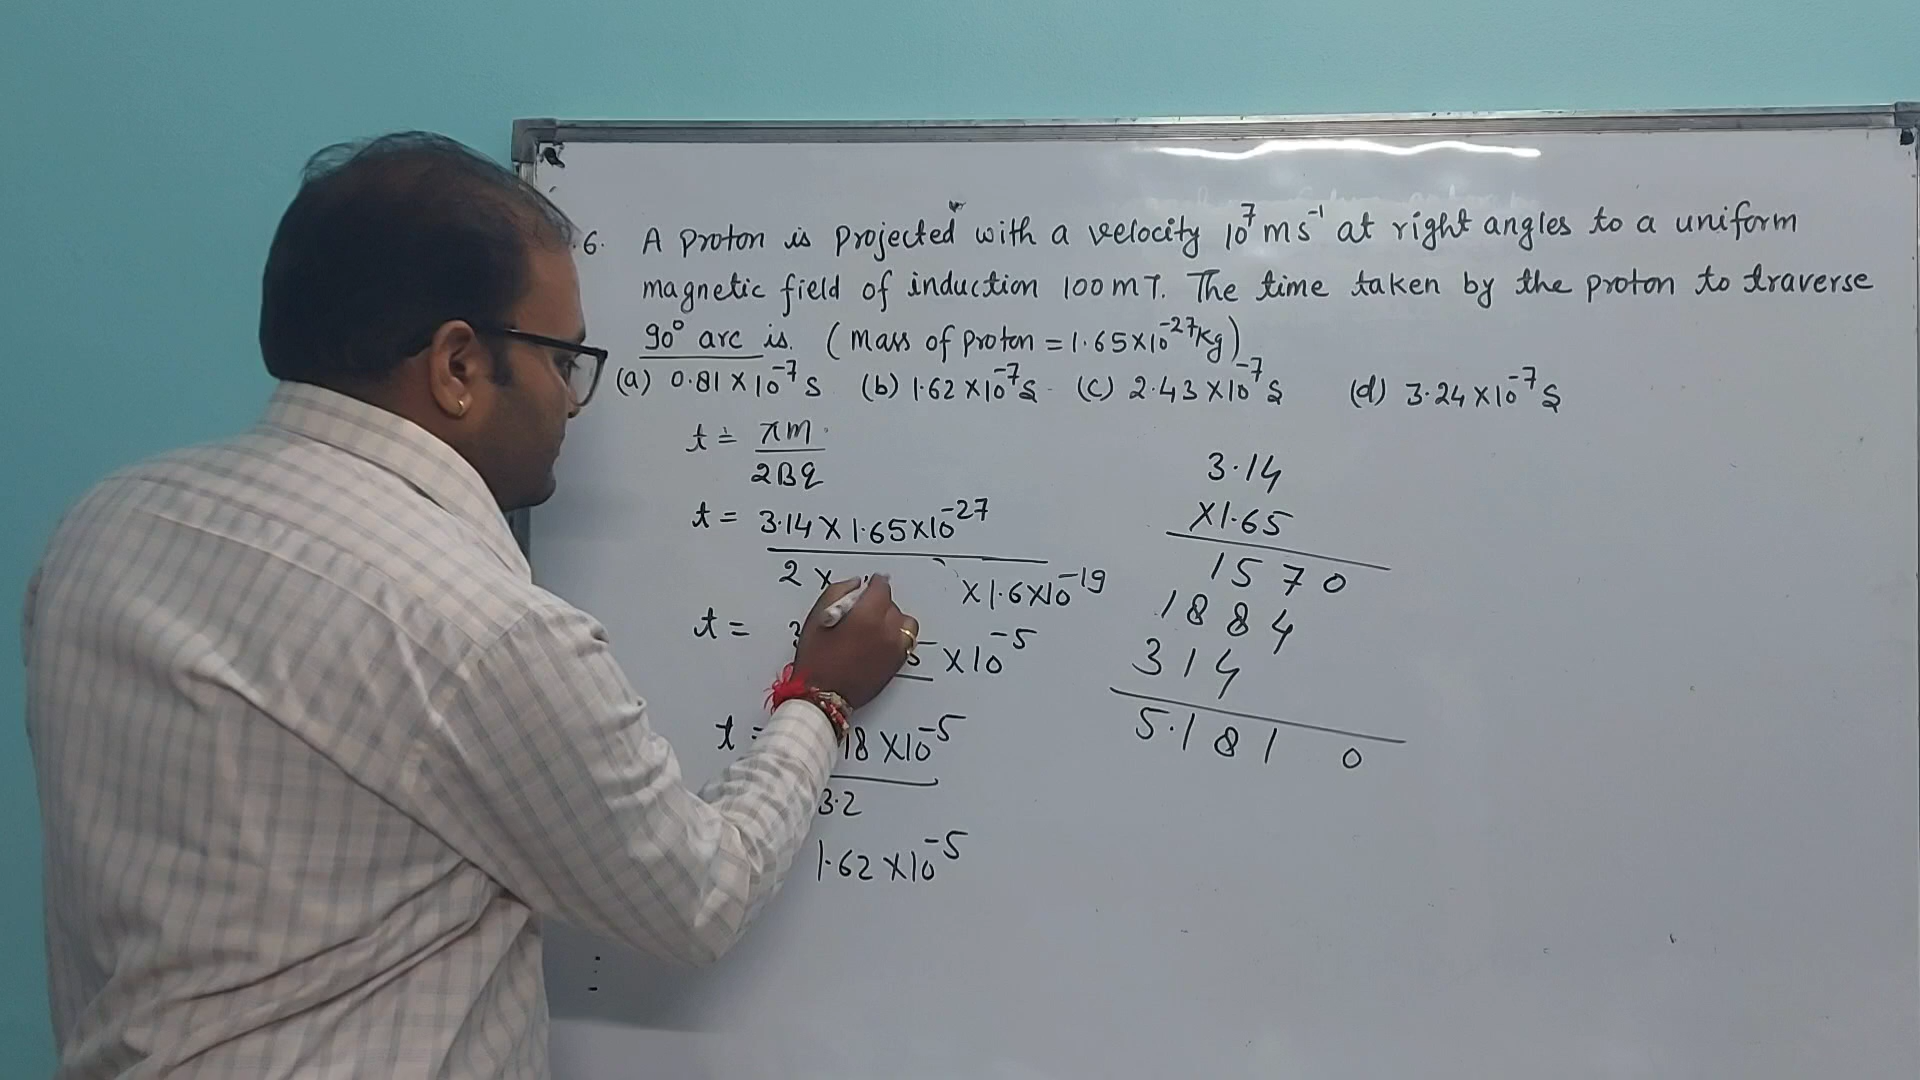 6. A proton is projected with a velocity 10⁷ ms⁻¹ at right angles to a uniform
magnetic field of induction 100 mT. The time taken by the proton to traverse
90° arc is. (mass of proton = 1.65×10⁻²⁷Kg)
(a) 0.81 × 10⁻⁷ s (b) 1.62 × 10⁻⁷ s (c) 2.43 × 10⁻⁷ s (d) 3.24 × 10⁻⁷ s
t = πm / 2Bq
t = 3.14 × 1.65 × 10⁻²⁷
2 × × 1.6 × 10⁻¹⁹
t = 5 × 10⁻⁵
t = 18 × 10⁻⁵
3.2
1.62 × 10⁻⁵
3.14
×1.65
1570
1884
314
5.1810